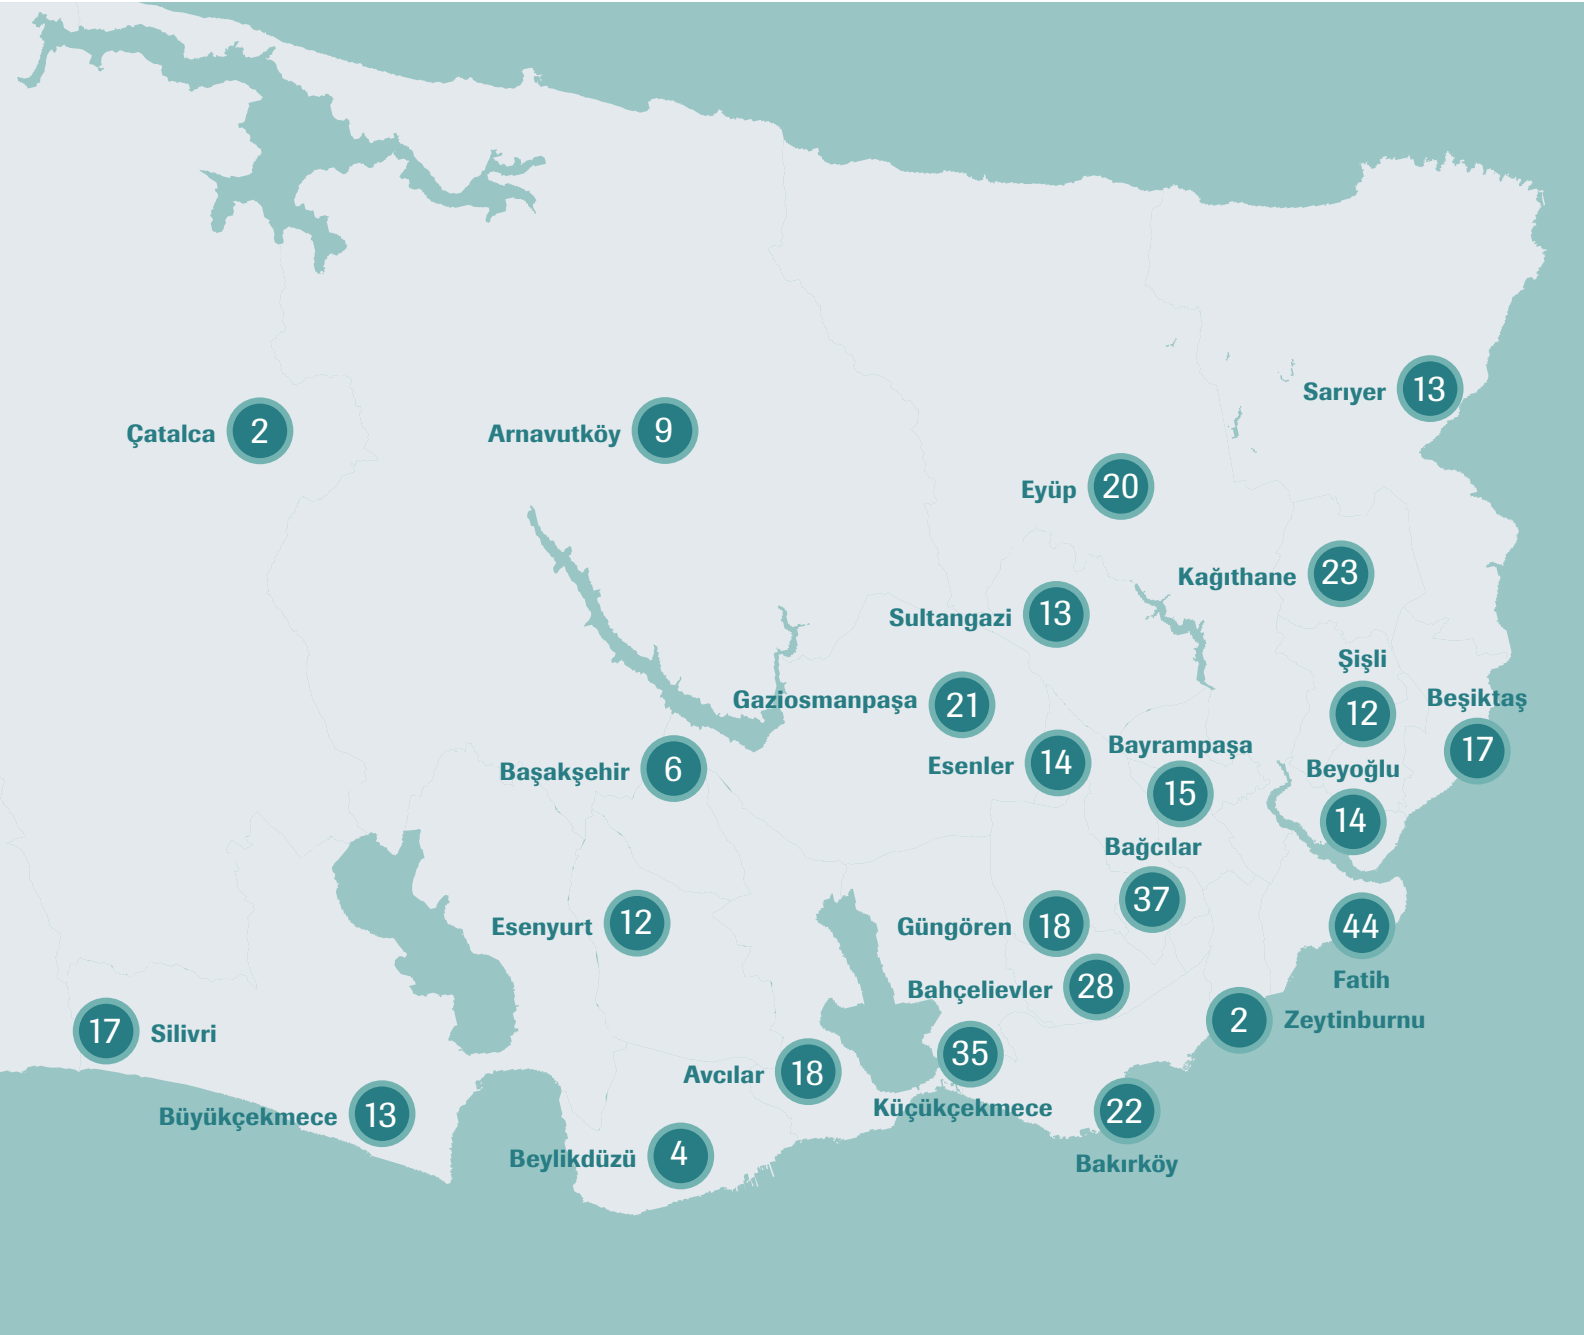 Sarıyer 13
Çatalca 2
Arnavutköy 9
Eyüp 20
Kağıthane 23
Sultangazi 13
Şişli
12
Gaziosmanpaşa 21
Beşiktaş
17
Bayrampaşa
15
Esenler 14
Başakşehir 6
Beyoğlu
14
Bağcılar
37
Esenyurt 12
Güngören 18
44
Fatih
Bahçelievler 28
2 Zeytinburnu
17 Silivri
35
Küçükçekmece
Avcılar 18
Büyükçekmece 13
22
Bakırköy
Beylikdüzü 4